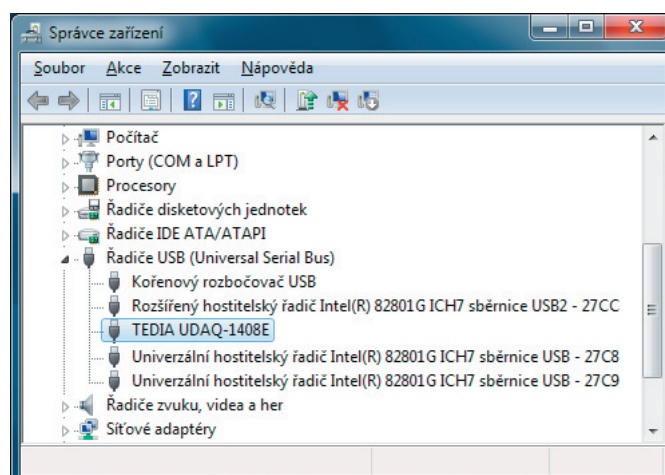 Správce zařízení
Soubor Akce Zobrazit Nápověda
Počítač
Porty (COM a LPT)
Procesory
Řadiče disketových jednotek
Řadiče IDE ATA/ATAPI
Řadiče USB (Universal Serial Bus)
Kořenový rozbočovač USB
Rozšířený hostitelský řadič Intel(R) 82801G ICH7 sběrnice USB2 - 27CC
TEDIA UDAQ-1408E
Univerzální hostitelský řadič Intel(R) 82801G ICH7 sběrnice USB - 27C8
Univerzální hostitelský řadič Intel(R) 82801G ICH7 sběrnice USB - 27C9
Řadiče zvuku, videa a her
Síťové adaptéry